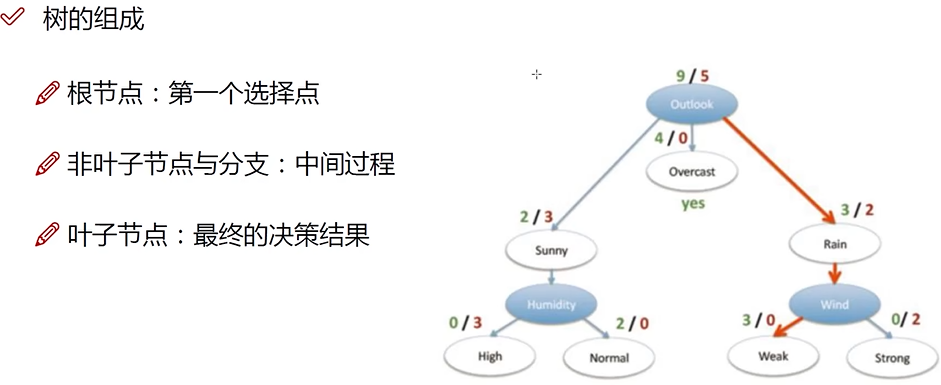 树的组成
根节点：第一个选择点
非叶子节点与分支：中间过程
叶子节点：最终的决策结果
9 / 5
Outlook
4 / 0
Overcast
yes
2 / 3
Sunny
3 / 2
Rain
Humidity
Wind
0 / 3
2 / 0
3 / 0
0 / 2
High
Normal
Weak
Strong